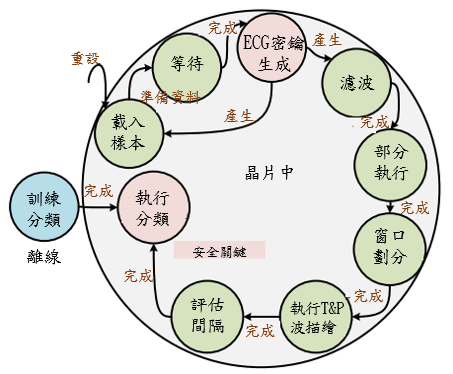 完成
ECG密鑰
生成
產生
等待
重設
準備資料
濾波
載入
樣本
產生
完成
部分
執行
晶片中
訓練
分類
完成
執行
分類
完成
窗口
劃分
離線
安全關鍵
完成
評估
間隔
完成
執行T&P
波描繪
完成